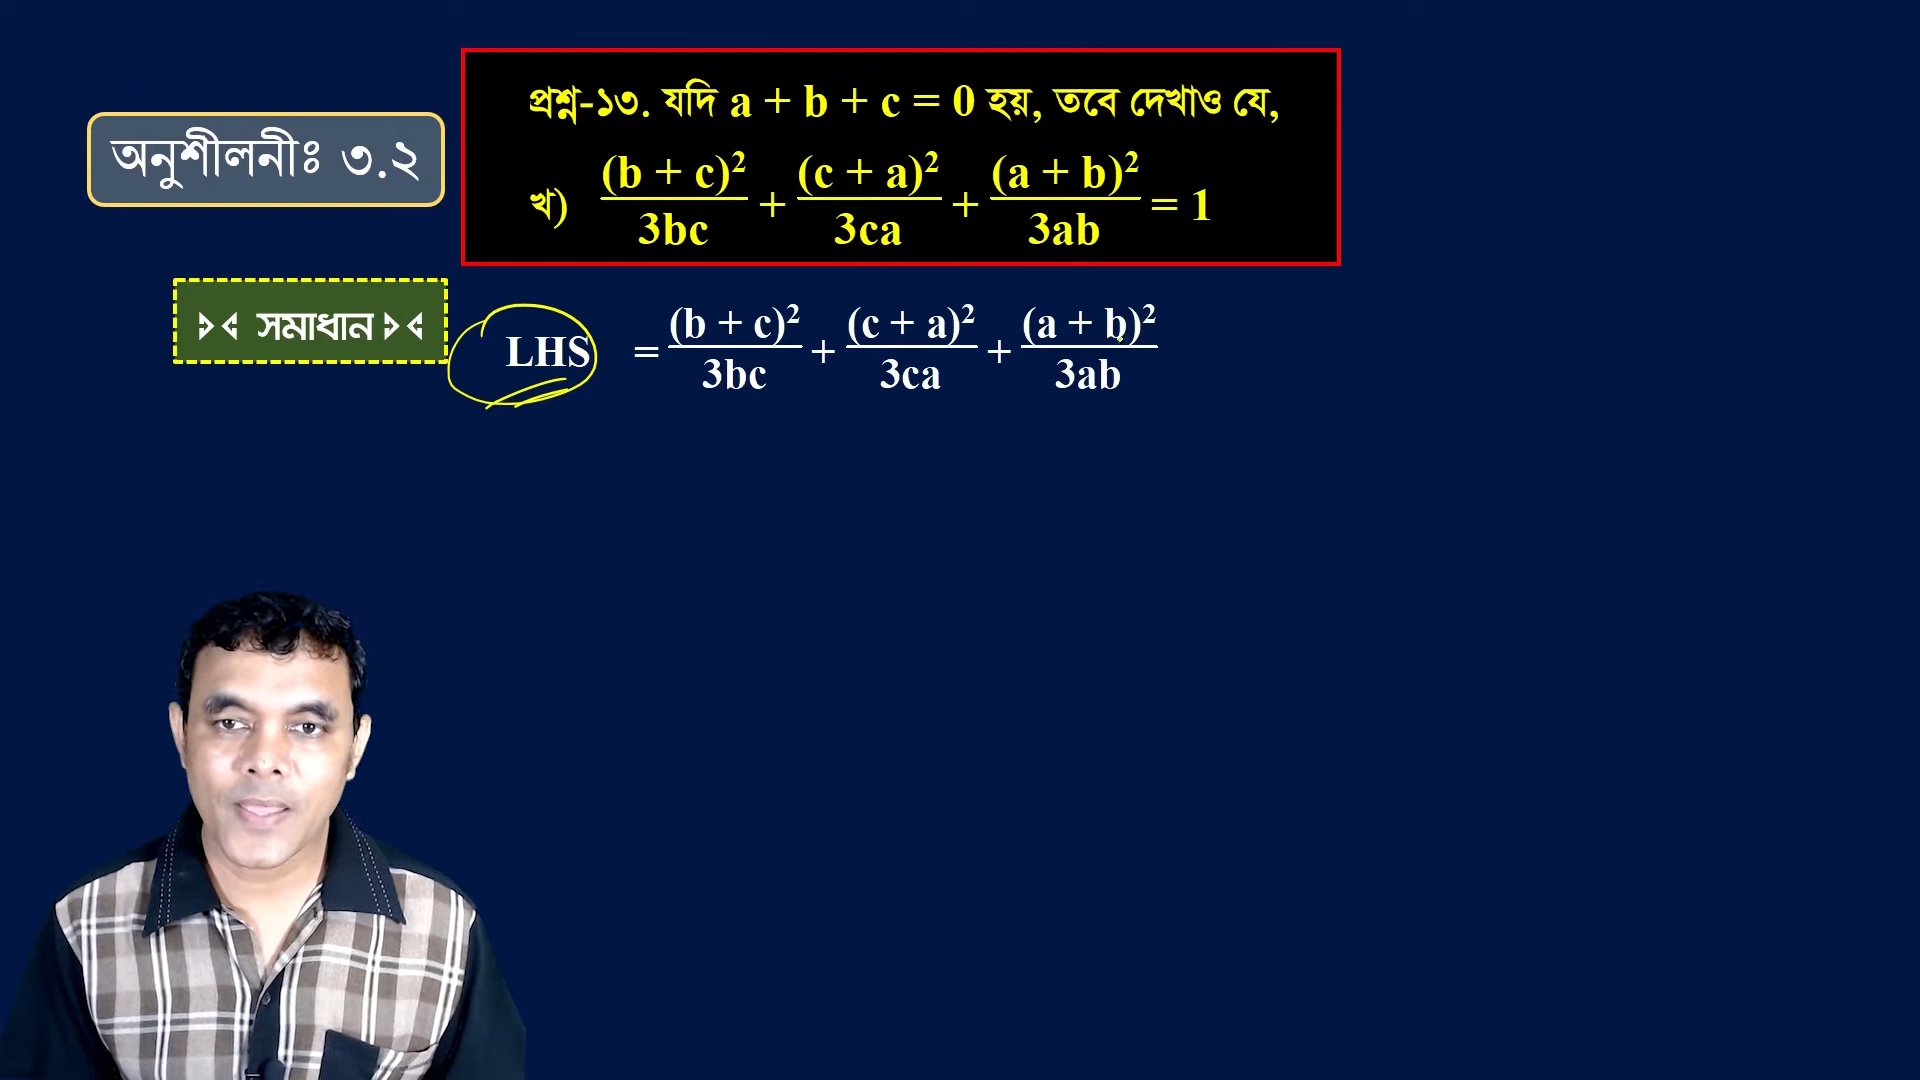 অনুশীলনীঃ ৩.২
প্রশ্ন-১৩. যদি a + b + c = 0 হয়, তবে দেখাও যে,
খ) (b + c)²/3bc + (c + a)²/3ca + (a + b)²/3ab = 1
সমাধান
LHS = (b + c)²/3bc + (c + a)²/3ca + (a + b)²/3ab